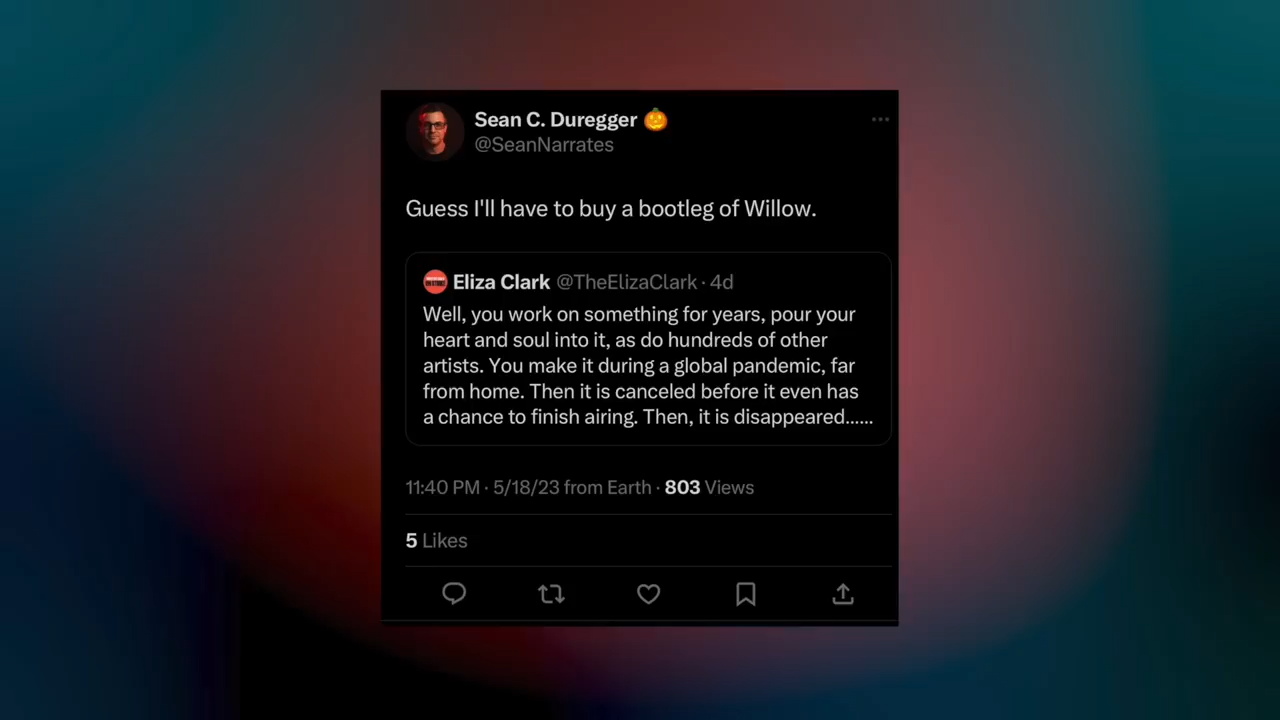 Sean C. Duregger 🎃
@SeanNarrates
Guess I'll have to buy a bootleg of Willow.
Eliza Clark @TheElizaClark · 4d
Well, you work on something for years, pour your
heart and soul into it, as do hundreds of other
artists. You make it during a global pandemic, far
from home. Then it is canceled before it even has
a chance to finish airing. Then, it is disappeared......
11:40 PM · 5/18/23 from Earth · 803 Views
5 Likes